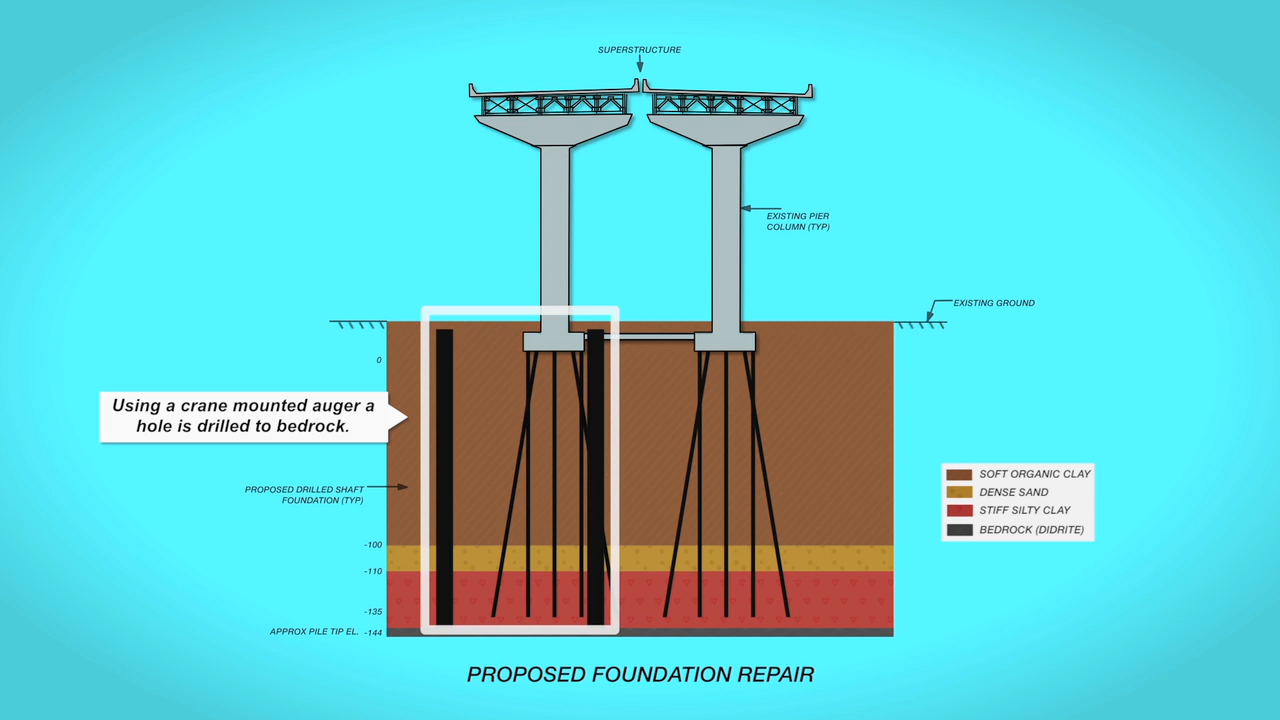 SUPERSTRUCTURE
EXISTING PIER
COLUMN (TYP)
EXISTING GROUND
0
Using a crane mounted auger a
hole is drilled to bedrock.
PROPOSED DRILLED SHAFT
FOUNDATION (TYP)
SOFT ORGANIC CLAY
DENSE SAND
STIFF SILTY CLAY
BEDROCK (DIDRITE)
-100
-110
-135
APPROX PILE TIP EL. -144
PROPOSED FOUNDATION REPAIR